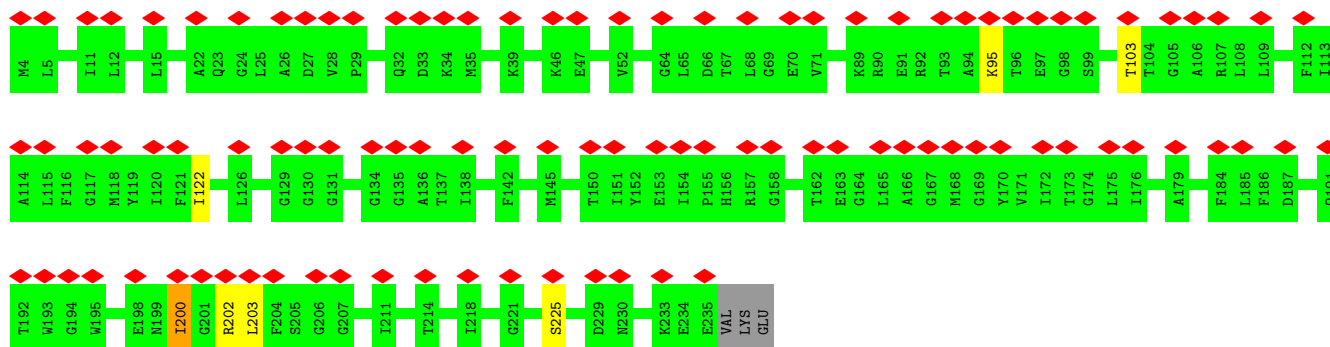 M4 L5 I11 L12 L15 A22 Q23 G24 L25 A26 D27 V28 P29 Q32 D33 K34 M35 K39 K46 E47 V52 G64 L65 D66 T67 L68 G69 E70 V71 K89 R90 E91 R92 T93 A94 K95 T96 E97 G98 S99 T103 T104 G105 A106 R107 L108 L109 F112 I113
A114 L115 F116 G117 M118 Y119 I120 F121 I122 L126 G129 G130 G131 G134 G135 A136 T137 I138 F142 M145 T150 I151 Y152 E153 I154 P155 H156 R157 G158 T162 E163 G164 L165 A166 G167 M168 G169 Y170 V171 I172 T173 G174 L175 I176 A179 F184 L185 F186 D187
T192 W193 G194 W195 E198 N199 I200 G201 R202 L203 F204 S205 G206 G207 I211 T214 I218 G221 S225 D229 N230 K233 E234 E235 VAL LYS GLU